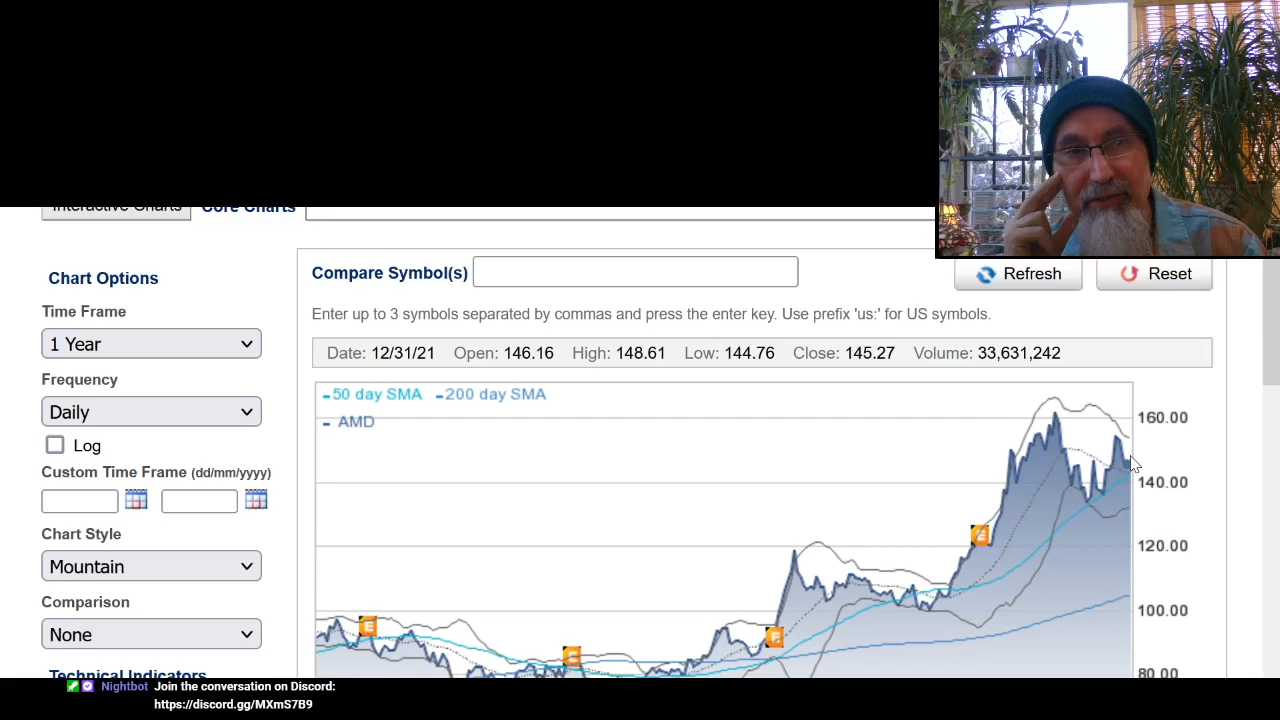 Interactive Charts
Core Charts
Chart Options
Compare Symbol(s)
Refresh
Reset
Time Frame
Enter up to 3 symbols separated by commas and press the enter key. Use prefix 'us:' for US symbols.
1 Year
Date: 12/31/21 Open: 146.16 High: 148.61 Low: 144.76 Close: 145.27 Volume: 33,631,242
Frequency
50 day SMA
200 day SMA
Daily
AMD
160.00
Log
Custom Time Frame (dd/mm/yyyy)
140.00
Chart Style
E
120.00
Mountain
Comparison
100.00
E
None
E
E
Technical Indicators
80.00
Nightbot Join the conversation on Discord:
https://discord.gg/MXmS7B9